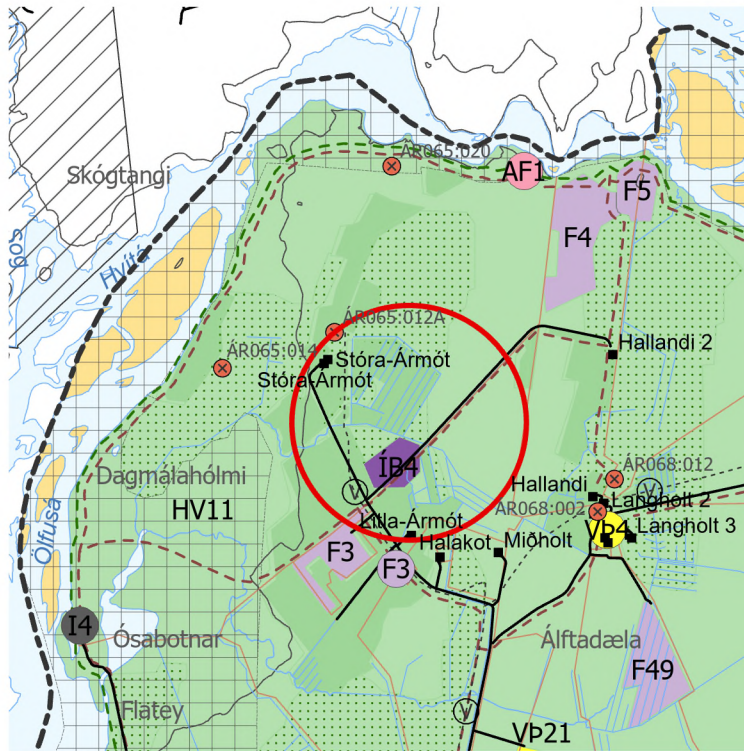 ÁR065:020
AF1
Skógtangi
F5
F4
Sog
Hvítá
ÁR065:012A
ÁR065:014
Stóra-Ármót
Stóra-Ármót
Hallandi 2
ÍB4
V
Dagmálahólmi
HV11
ÁR068:012
V
Hallandi
Langholt 2
ÁR068:002
VÞ4
Langholt 3
Ölfusá
Litla-Ármót
F3
Hálakot
Miðholt
F3
I4
Ósabotnar
Álftadæla
F49
Flatey
V
VÞ21